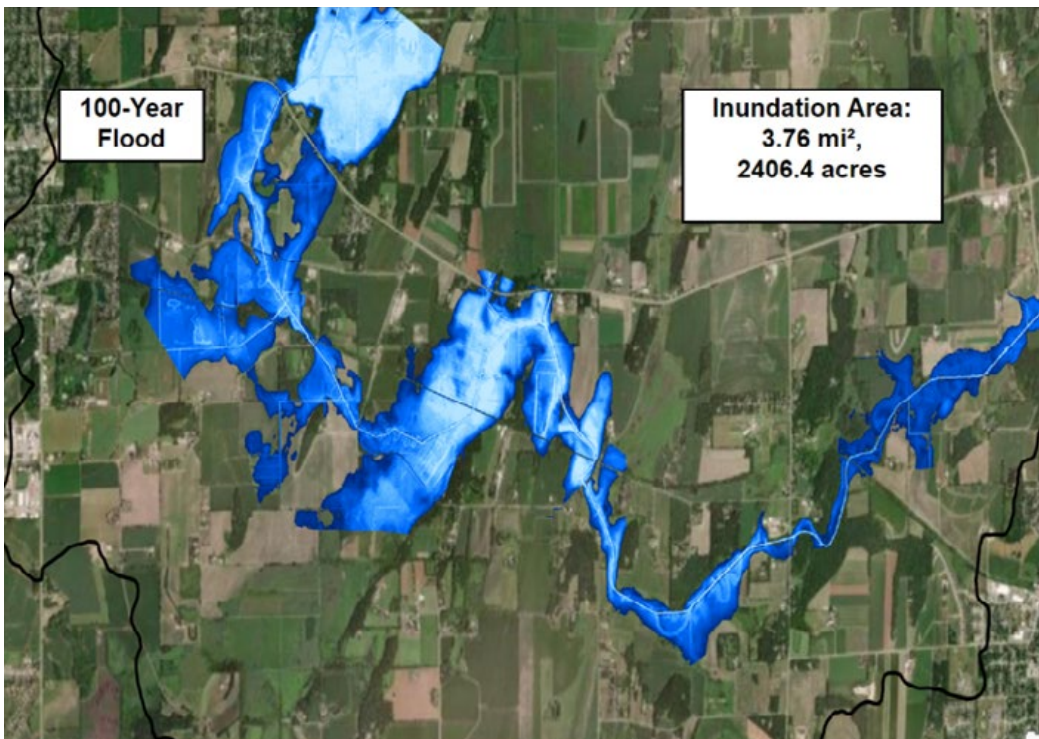 100-Year
Flood
Inundation Area:
3.76 mi²,
2406.4 acres